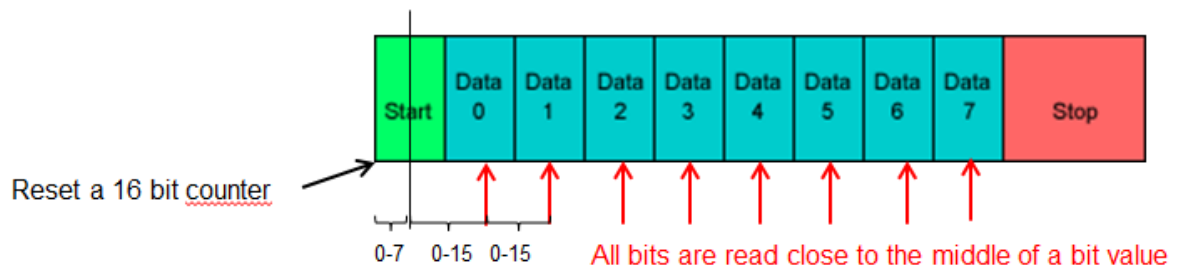 Start
Data 0
Data 1
Data 2
Data 3
Data 4
Data 5
Data 6
Data 7
Stop
Reset a 16 bit counter
0-7
0-15
0-15
All bits are read close to the middle of a bit value